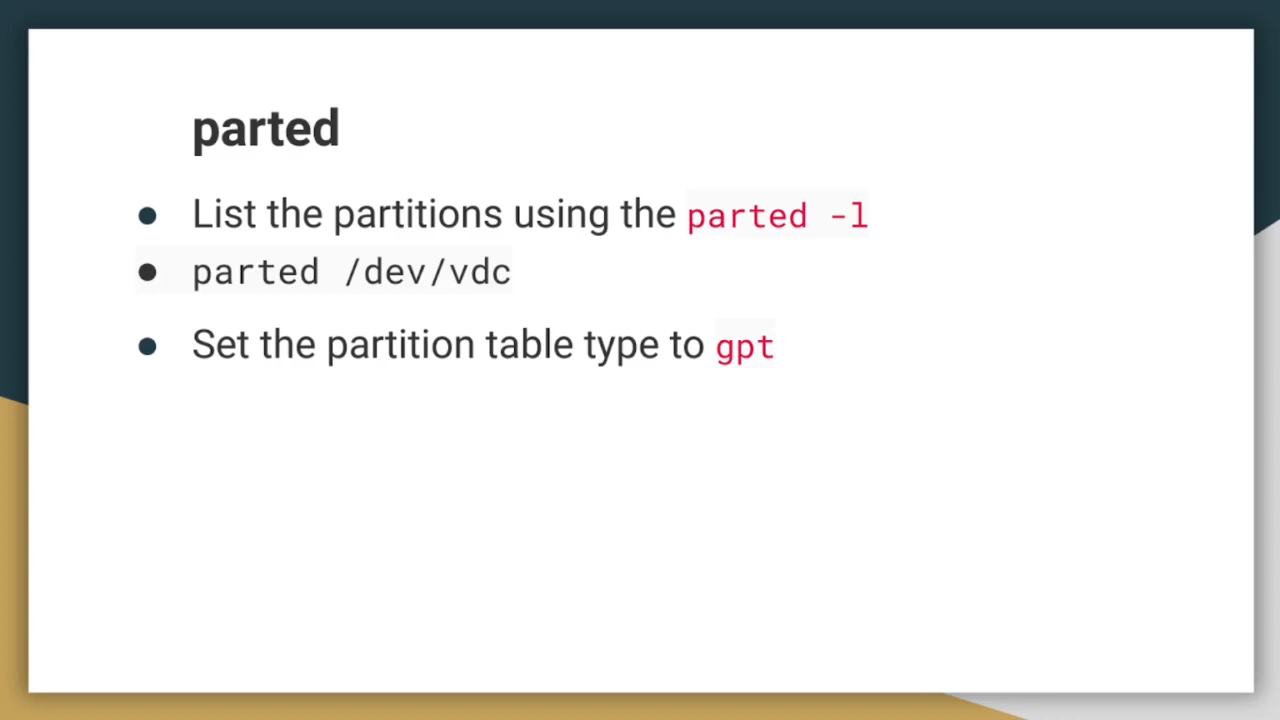 parted
● List the partitions using the parted -l
● parted /dev/vdc
● Set the partition table type to gpt